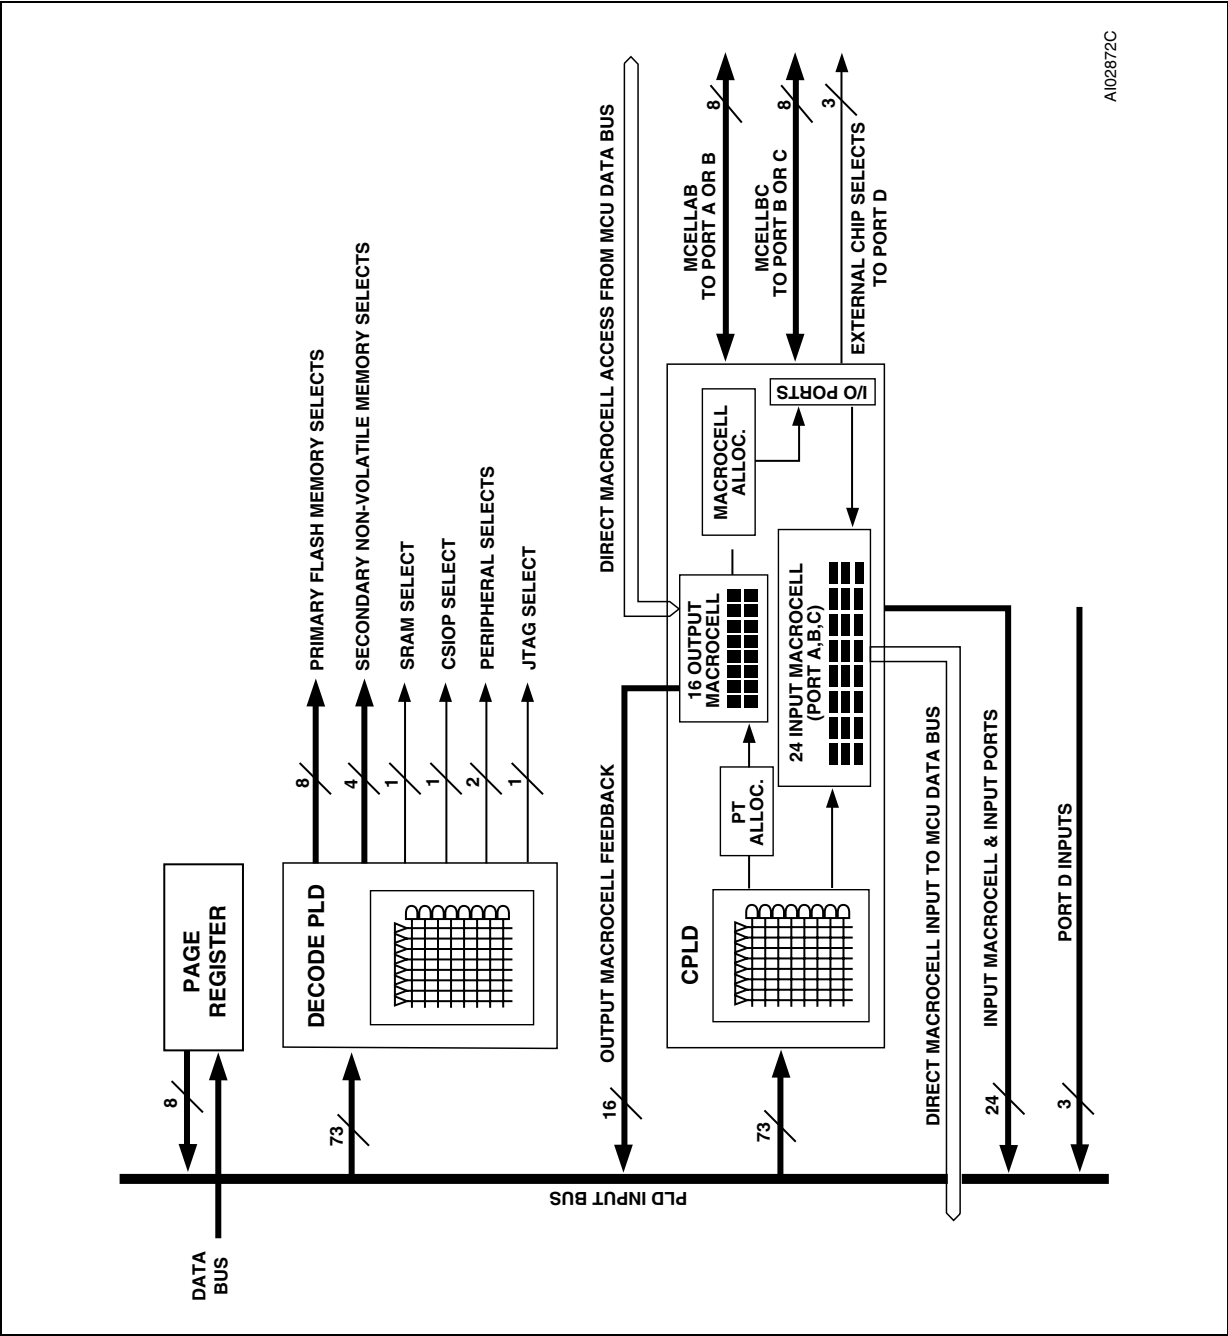 DATA
BUS
8
PAGE
REGISTER
73
DECODE PLD
8
PRIMARY FLASH MEMORY SELECTS
4
SECONDARY NON-VOLATILE MEMORY SELECTS
1
SRAM SELECT
1
CSIOP SELECT
2
PERIPHERAL SELECTS
1
JTAG SELECT
PLD INPUT BUS
16
OUTPUT MACROCELL FEEDBACK
DIRECT MACROCELL ACCESS FROM MCU DATA BUS
73
CPLD
PT
ALLOC.
16 OUTPUT
MACROCELL
MACROCELL
ALLOC.
I/O PORTS
24 INPUT MACROCELL
(PORT A,B,C)
MCELLAB
TO PORT A OR B
8
MCELLBC
TO PORT B OR C
8
EXTERNAL CHIP SELECTS
TO PORT D
3
DIRECT MACROCELL INPUT TO MCU DATA BUS
24
INPUT MACROCELL & INPUT PORTS
3
PORT D INPUTS
AI02872C